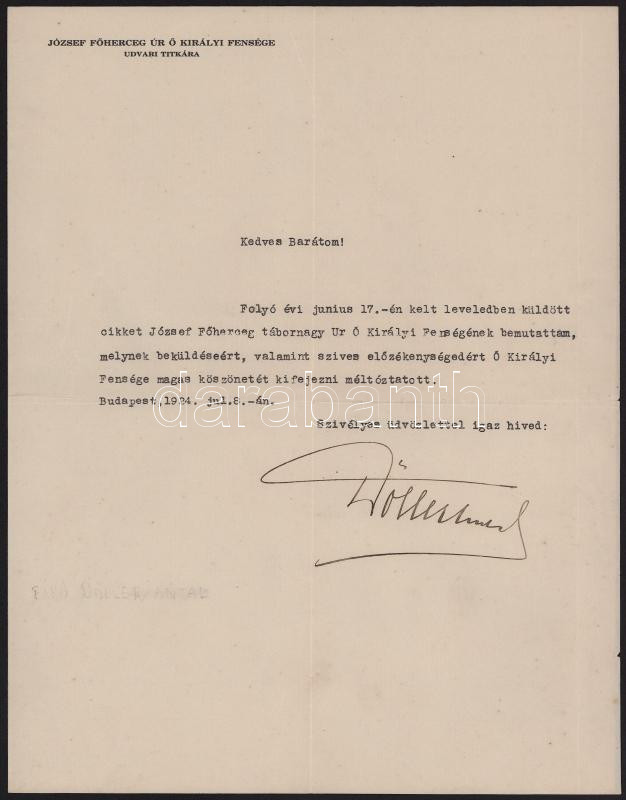 JÓZSEF FŐHERCEG ÚR Ő KIRÁLYI FENSÉGE
UDVARI TITKÁRA
Kedves Barátom!
Folyó évi junius 17.-én kelt leveledben küldött
cikket József Főherceg tábornagy Ur Ő Királyi Fenségének bemutattam,
melynek beküldéseért, valamint szives előzékenységedért Ő Királyi
Fensége magas köszönetét kifejezni méltóztatott.
Budapest,1924. jul.8.-án.
Szivélyes üdvözlettel igaz hived:
darabanth